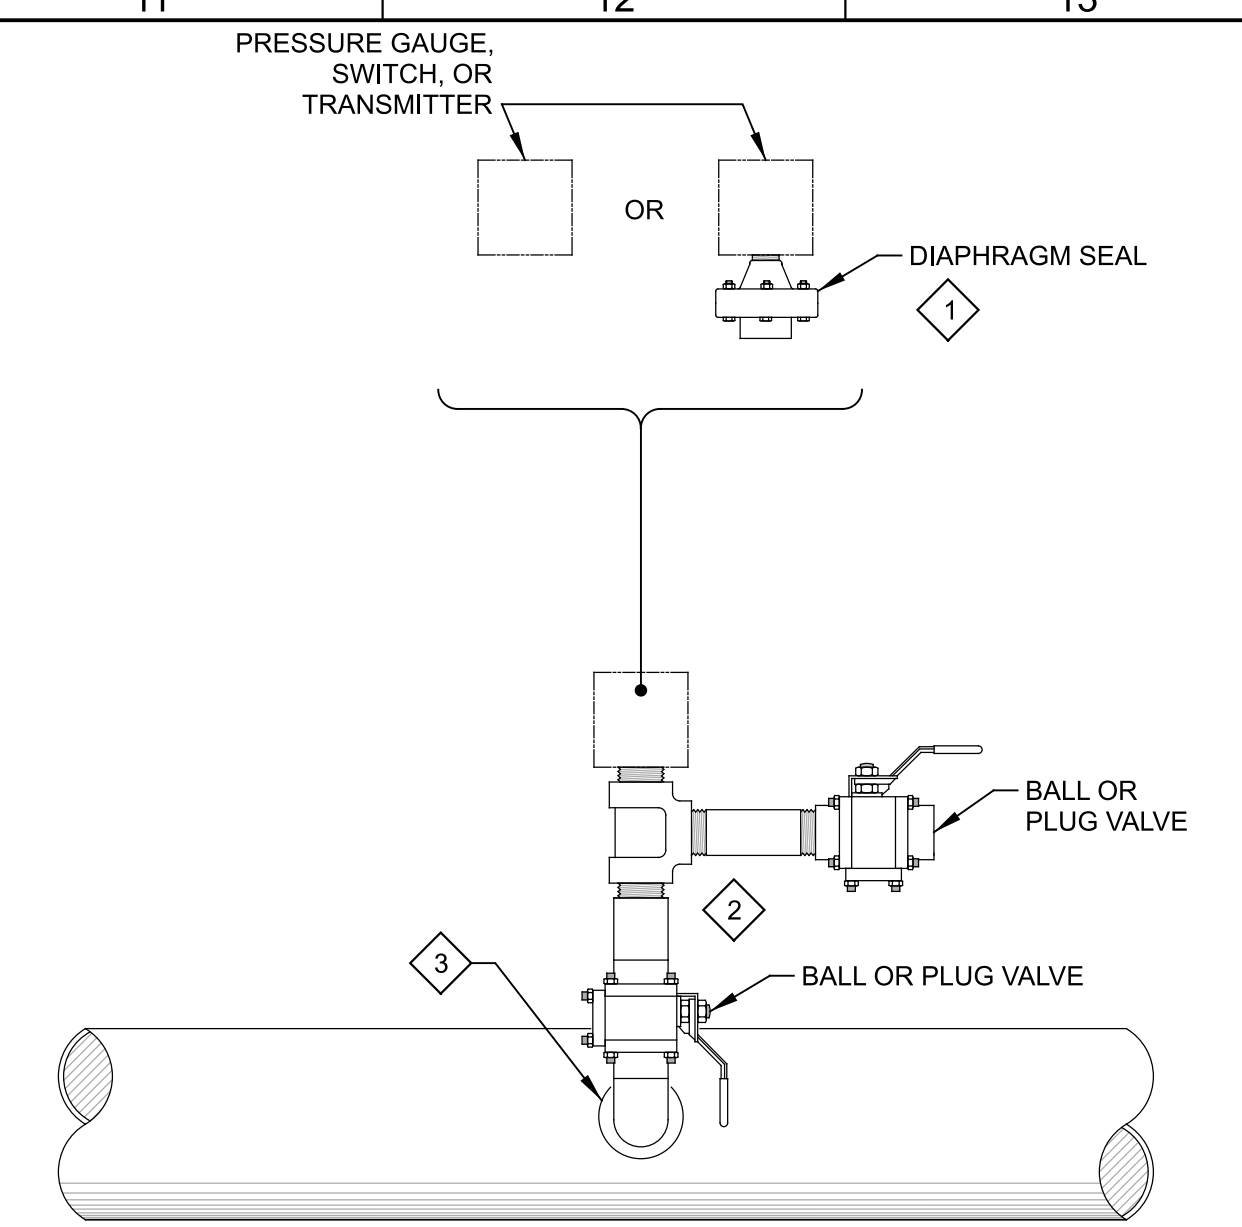 11 12 13
PRESSURE GAUGE,
SWITCH, OR
TRANSMITTER
OR
DIAPHRAGM SEAL
1
BALL OR
PLUG VALVE
2
3
BALL OR PLUG VALVE